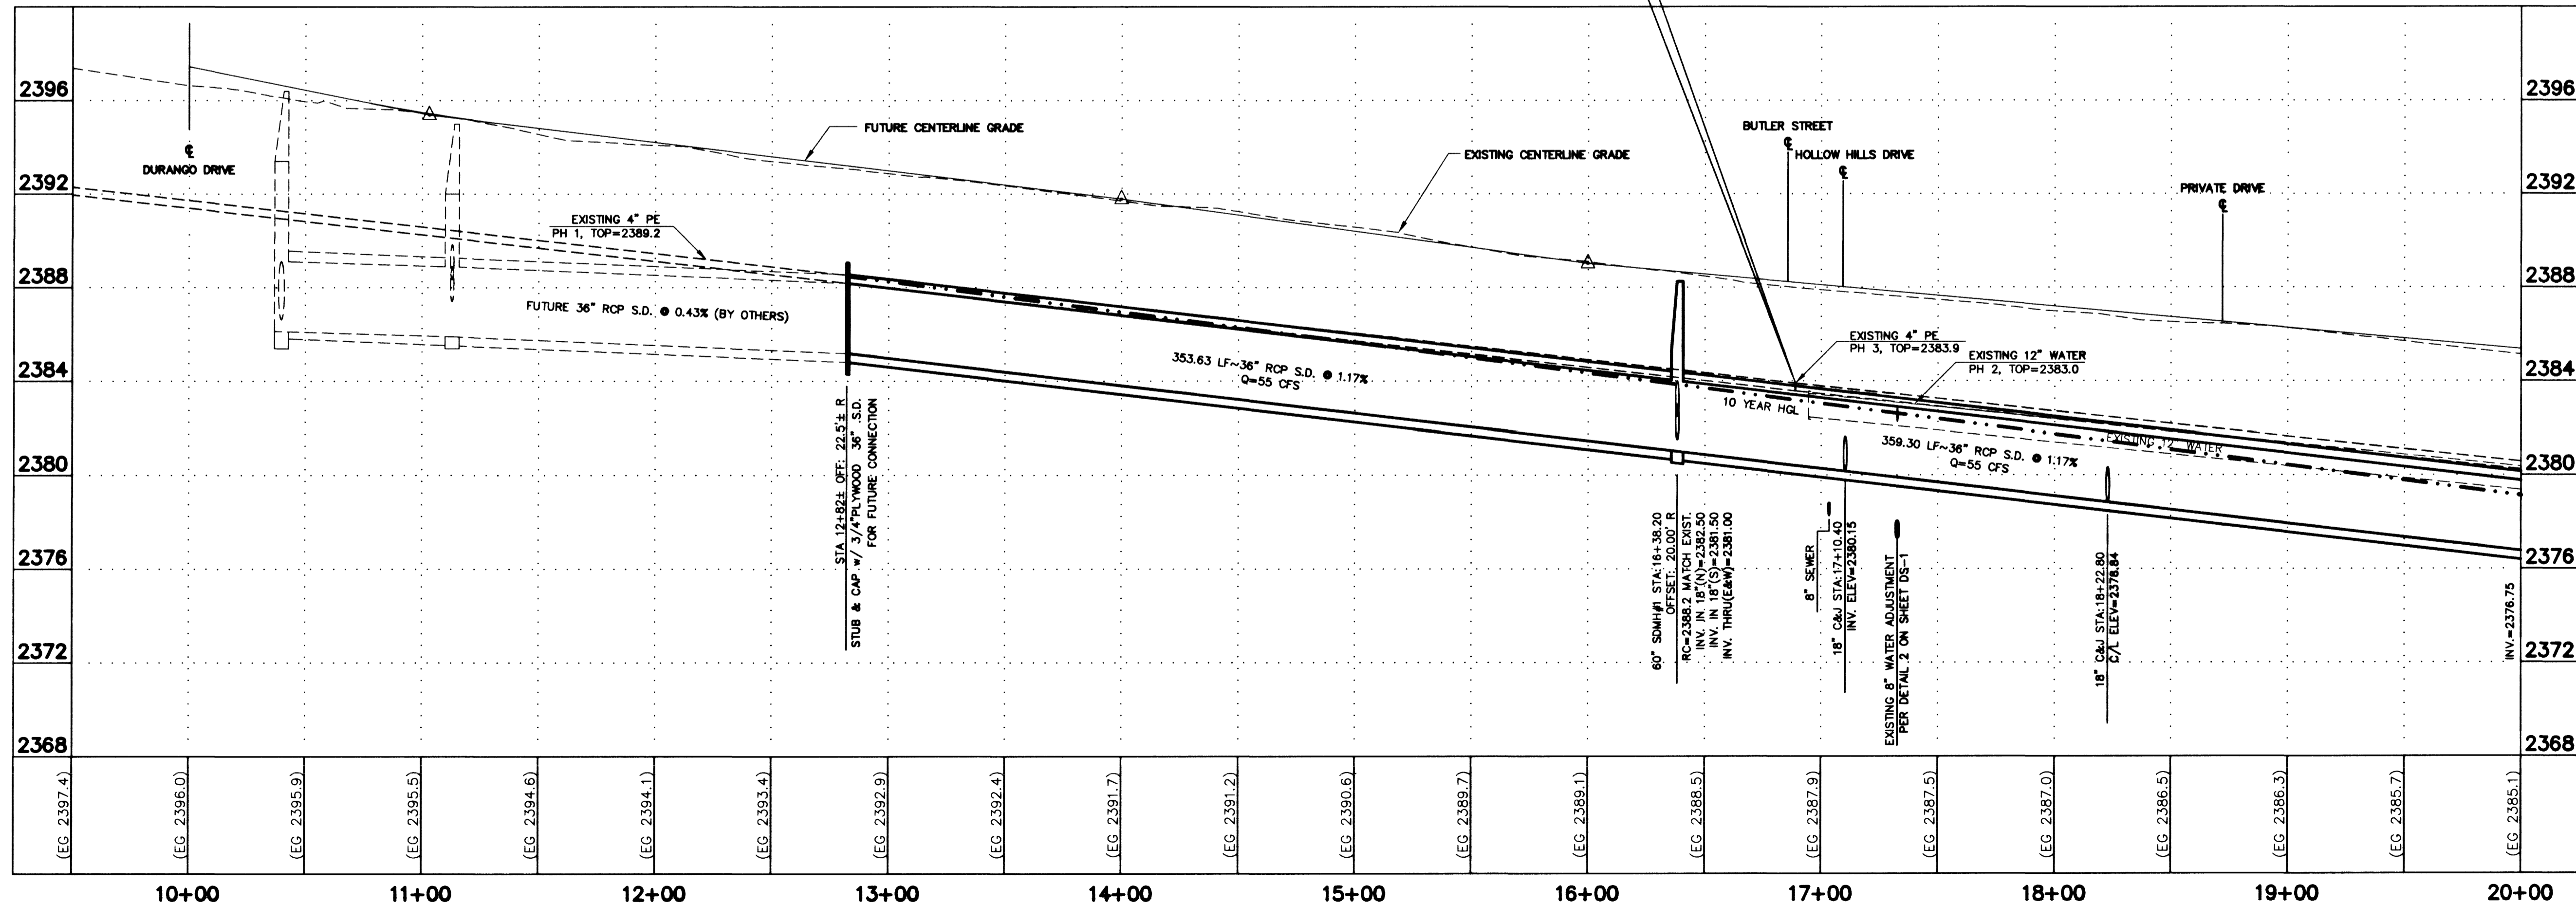 2396
2392
2388
2384
2380
2376
2372
2368
2396
2392
2388
2384
2380
2376
2372
2368
℄
DURANGO DRIVE
FUTURE CENTERLINE GRADE
EXISTING CENTERLINE GRADE
BUTLER STREET
℄
HOLLOW HILLS DRIVE
℄
PRIVATE DRIVE
℄
EXISTING 4" PE
PH 1, TOP=2389.2
FUTURE 36" RCP S.D. @ 0.43% (BY OTHERS)
353.63 LF~36" RCP S.D. @ 1.17%
Q=55 CFS
EXISTING 4" PE
PH 3, TOP=2383.9
EXISTING 12" WATER
PH 2, TOP=2383.0
10 YEAR HGL
EXISTING 12" WATER
359.30 LF~36" RCP S.D. @ 1.17%
Q=55 CFS
STA 12+82± OFF: 22.5'± R
STUB & CAP w/ 3/4"PLYWOOD 36" S.D.
FOR FUTURE CONNECTION
60" SDMH#1 STA:16+38.20
OFFSET: 20.00' R
RC=2388.2 MATCH EXIST.
INV. IN 18"(N)=2382.50
INV. IN 18"(S)=2381.50
INV. THRU(E&W)=2381.00
8" SEWER
18" C&J STA:17+10.40
INV. ELEV=2380.15
EXISTING 8" WATER ADJUSTMENT
PER DETAIL 2 ON SHEET DS-1
18" C&J STA:18+22.80
C/L ELEV=2378.84
INV.=2376.75
(EG 2397.4)
(EG 2396.0)
(EG 2395.9)
(EG 2395.5)
(EG 2394.6)
(EG 2394.1)
(EG 2393.4)
(EG 2392.9)
(EG 2392.4)
(EG 2391.7)
(EG 2391.2)
(EG 2390.6)
(EG 2389.7)
(EG 2389.1)
(EG 2388.5)
(EG 2387.9)
(EG 2387.5)
(EG 2387.0)
(EG 2386.5)
(EG 2386.3)
(EG 2385.7)
(EG 2385.1)
10+00
11+00
12+00
13+00
14+00
15+00
16+00
17+00
18+00
19+00
20+00